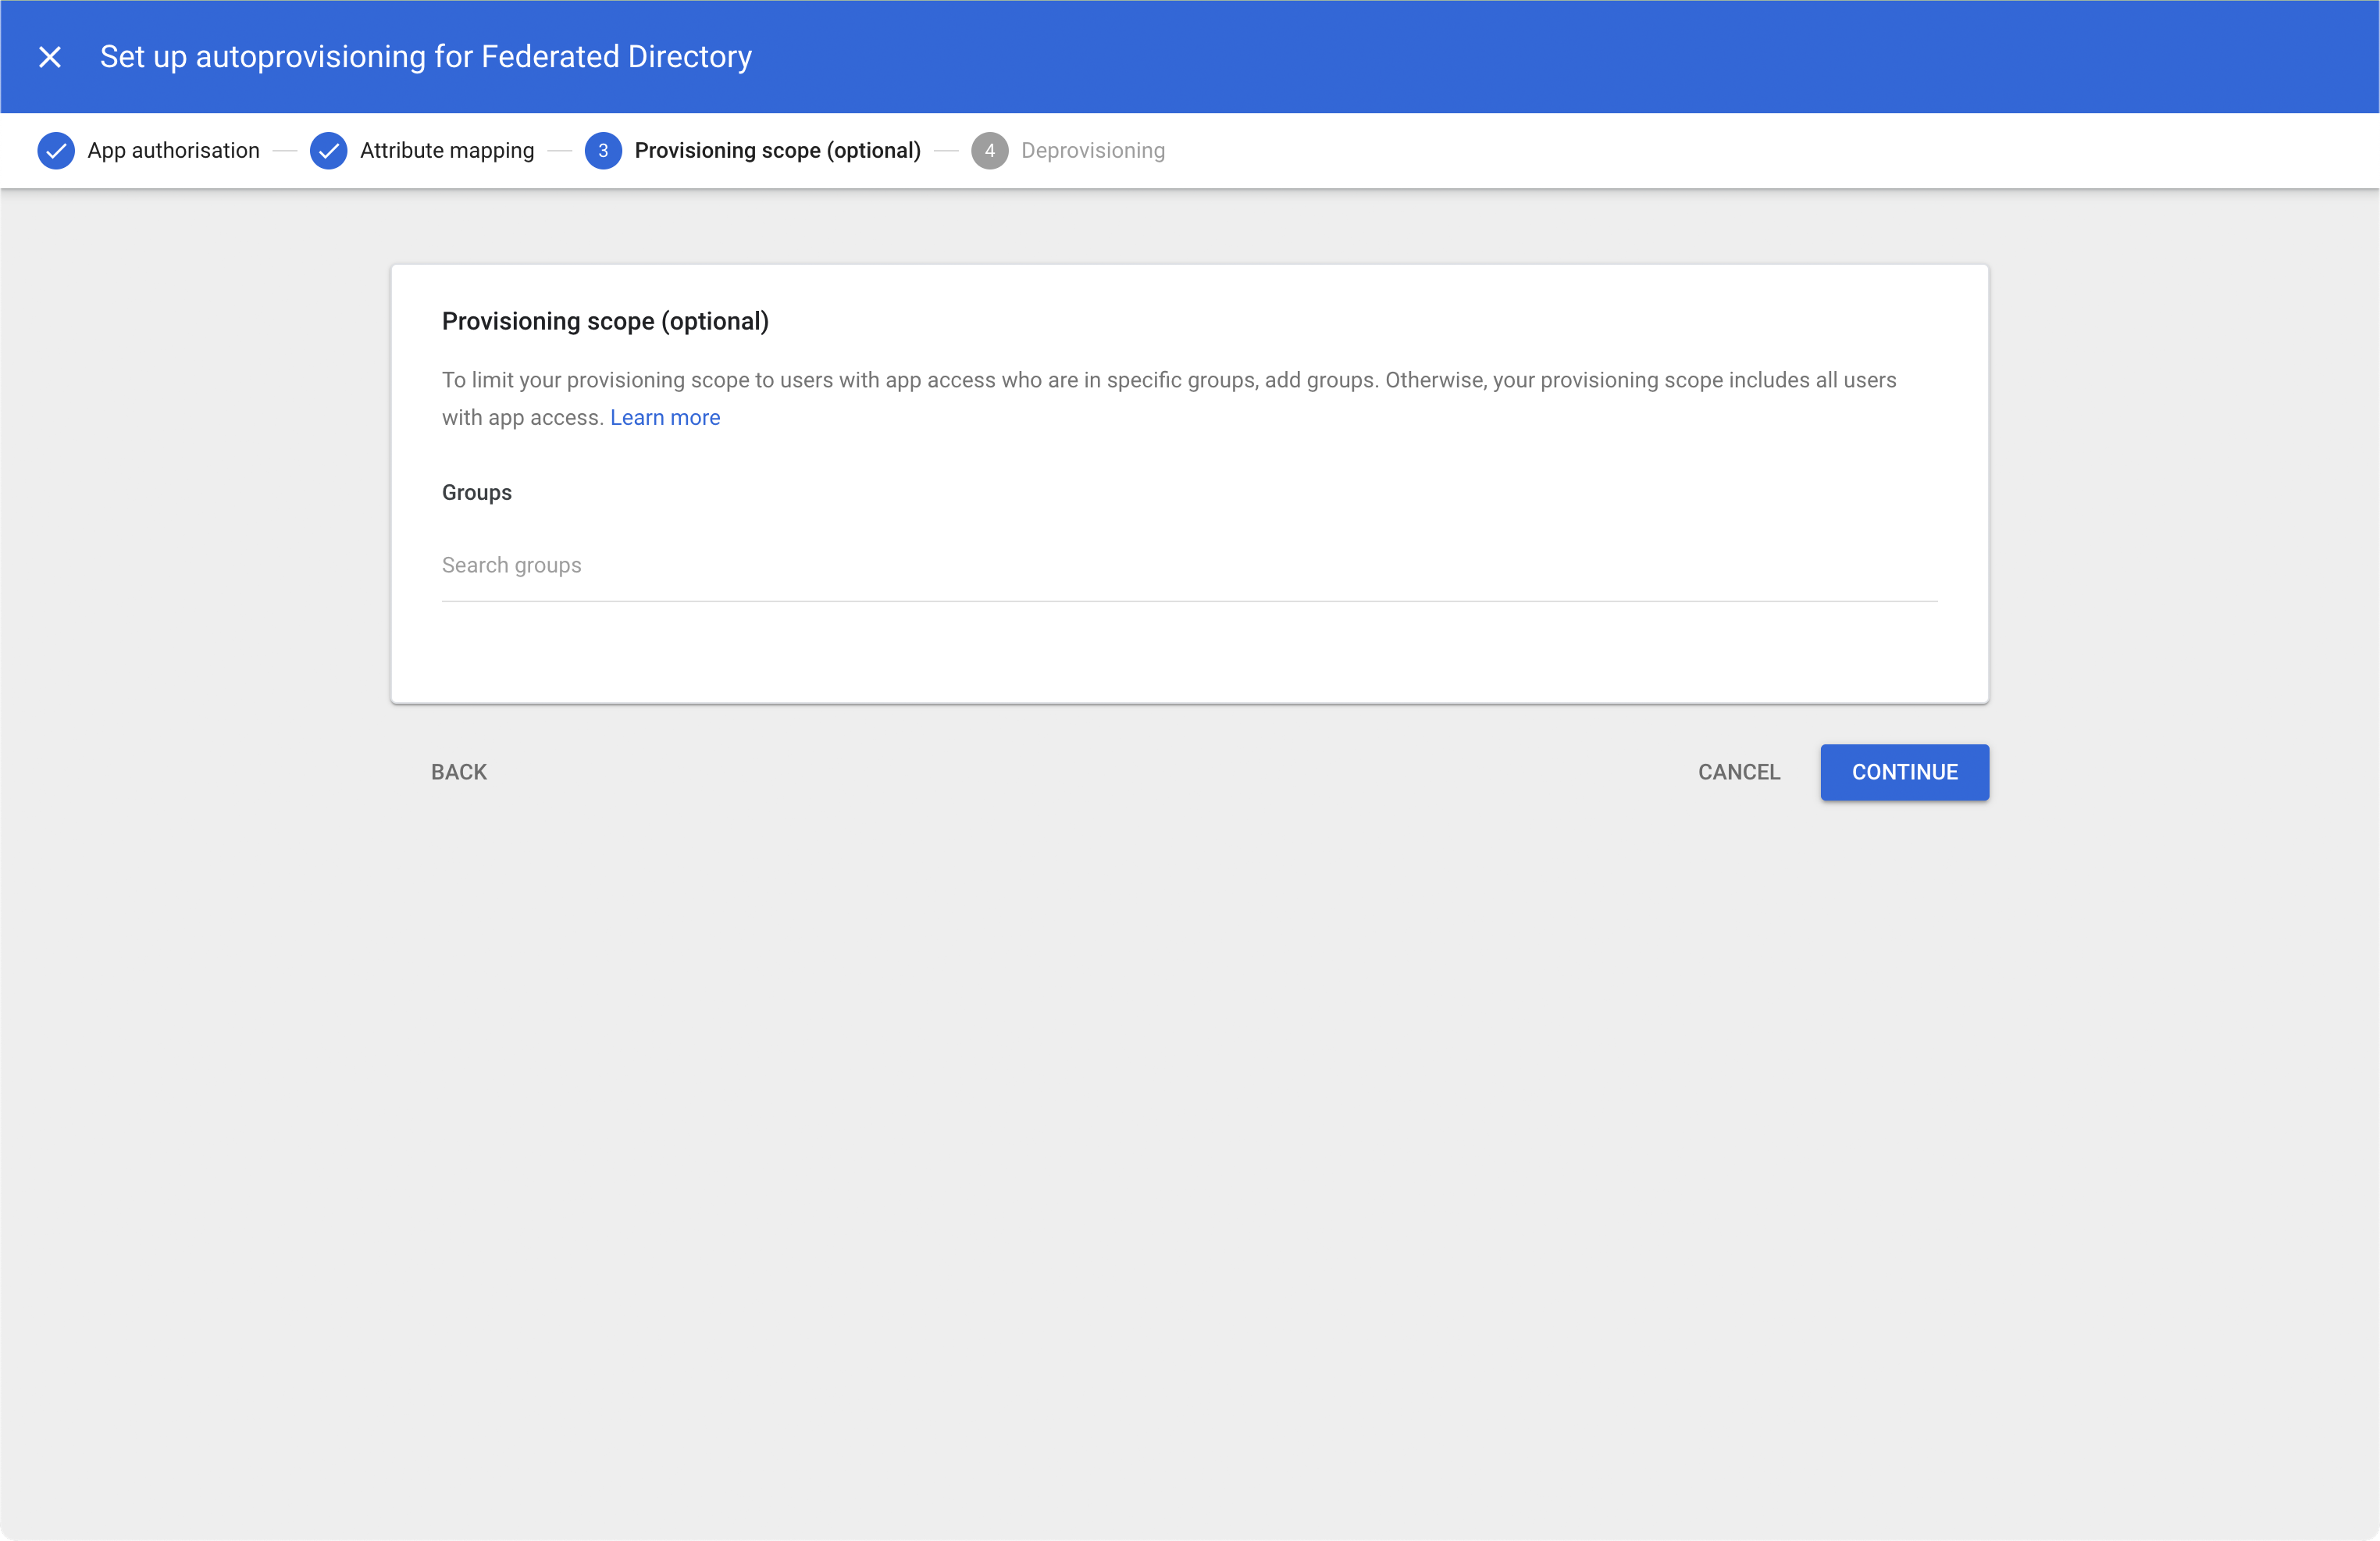 Set up autoprovisioning for Federated Directory
App authorisation Attribute mapping 3 Provisioning scope (optional) 4 Deprovisioning
Provisioning scope (optional)
To limit your provisioning scope to users with app access who are in specific groups, add groups. Otherwise, your provisioning scope includes all users
with app access. Learn more
Groups
Search groups
BACK CANCEL CONTINUE